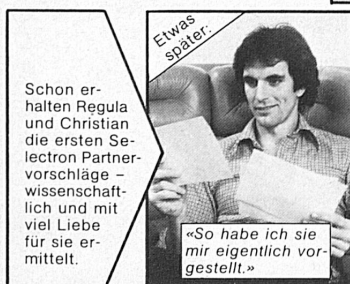 Schon er-
halten Regula
und Christian
die ersten Se-
lectron Partner-
vorschläge –
wissenschaft-
lich und mit
viel Liebe
für sie er-
mittelt.
Etwas
später:
«So habe ich sie
mir eigentlich vor-
gestellt.»